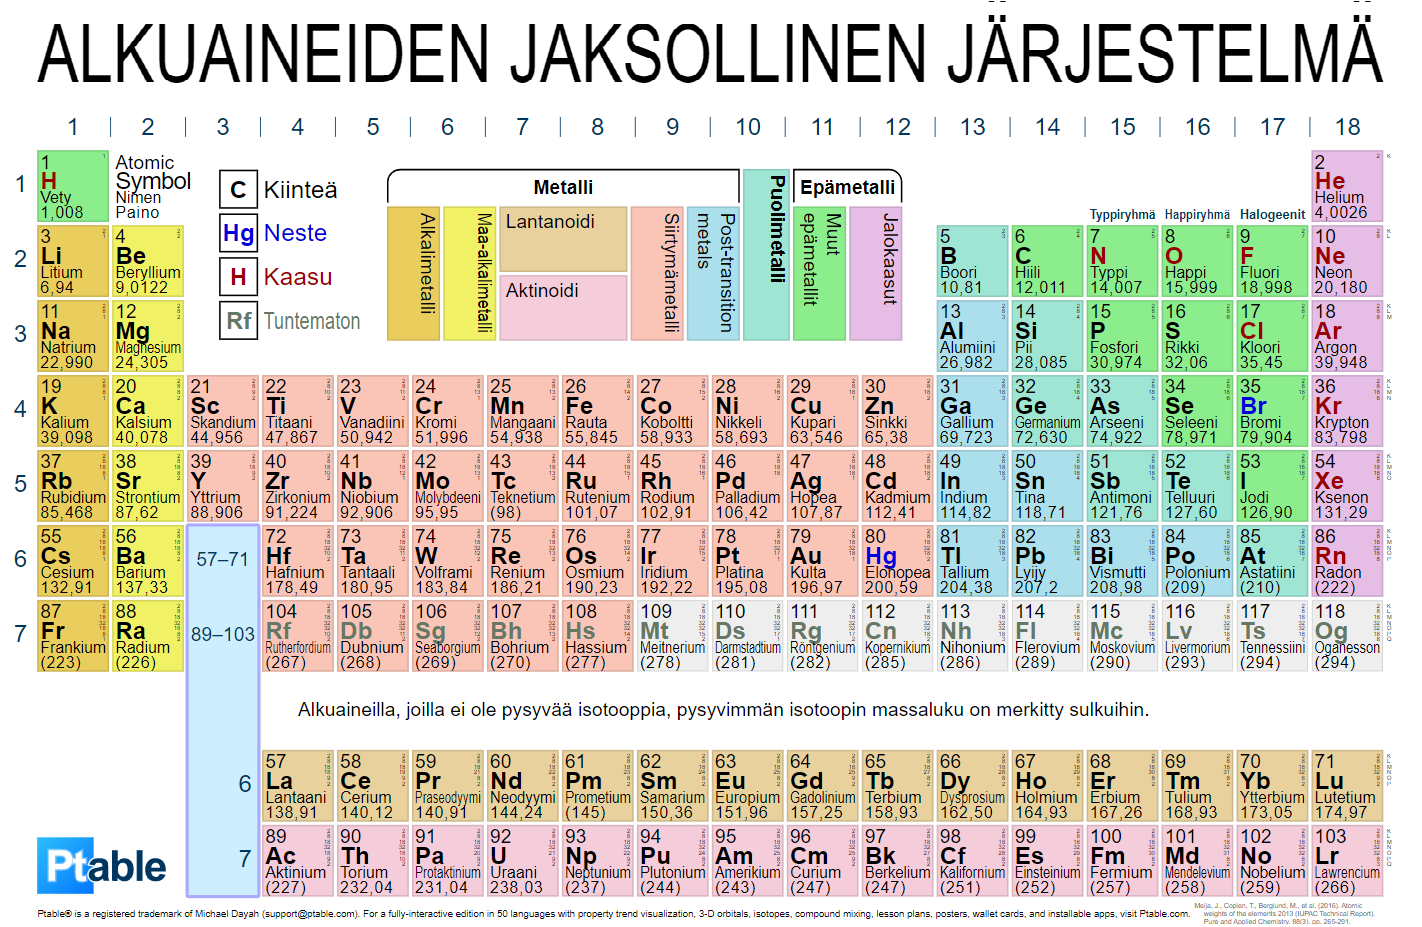 ALKUAINEIDEN JAKSOLLINEN JÄRJESTELMÄ
1 2 3 4 5 6 7 8 9 10 11 12 13 14 15 16 17 18
1
1 H Vety 1,008
Atomic
Symbol
Nimen
Paino
C Kiinteä
Hg Neste
H Kaasu
Rf Tuntematon
Metalli
Alkalimetalli
Maa-alkalimetalli
Lantanoidi
Aktinoidi
Siirtymämetalli
Post-transition metals
Puolimetalli
Epämetalli
Muut epämetallit
Jalokaasut
Typpiryhmä Happiryhmä Halogeenit
2 He Helium 4,0026
2
3 Li Litium 6,94
4 Be Beryllium 9,0122
5 B Boori 10,81
6 C Hiili 12,011
7 N Typpi 14,007
8 O Happi 15,999
9 F Fluori 18,998
10 Ne Neon 20,180
3
11 Na Natrium 22,990
12 Mg Magnesium 24,305
13 Al Alumiini 26,982
14 Si Pii 28,085
15 P Fosfori 30,974
16 S Rikki 32,06
17 Cl Kloori 35,45
18 Ar Argon 39,948
4
19 K Kalium 39,098
20 Ca Kalsium 40,078
21 Sc Skandium 44,956
22 Ti Titaani 47,867
23 V Vanadiini 50,942
24 Cr Kromi 51,996
25 Mn Mangaani 54,938
26 Fe Rauta 55,845
27 Co Koboltti 58,933
28 Ni Nikkeli 58,693
29 Cu Kupari 63,546
30 Zn Sinkki 65,38
31 Ga Gallium 69,723
32 Ge Germanium 72,630
33 As Arseeni 74,922
34 Se Seleeni 78,971
35 Br Bromi 79,904
36 Kr Krypton 83,798
5
37 Rb Rubidium 85,468
38 Sr Strontium 87,62
39 Y Yttrium 88,906
40 Zr Zirkonium 91,224
41 Nb Niobium 92,906
42 Mo Molybdeeni 95,95
43 Tc Teknetium (98)
44 Ru Rutenium 101,07
45 Rh Rodium 102,91
46 Pd Palladium 106,42
47 Ag Hopea 107,87
48 Cd Kadmium 112,41
49 In Indium 114,82
50 Sn Tina 118,71
51 Sb Antimoni 121,76
52 Te Telluuri 127,60
53 I Jodi 126,90
54 Xe Ksenon 131,29
6
55 Cs Cesium 132,91
56 Ba Barium 137,33
57–71
72 Hf Hafnium 178,49
73 Ta Tantaali 180,95
74 W Volframi 183,84
75 Re Renium 186,21
76 Os Osmium 190,23
77 Ir Iridium 192,22
78 Pt Platina 195,08
79 Au Kulta 196,97
80 Hg Elohopea 200,59
81 Tl Tallium 204,38
82 Pb Lyijy 207,2
83 Bi Vismutti 208,98
84 Po Polonium (209)
85 At Astatiini (210)
86 Rn Radon (222)
7
87 Fr Frankium (223)
88 Ra Radium (226)
89–103
104 Rf Rutherfordium (267)
105 Db Dubnium (268)
106 Sg Seaborgium (269)
107 Bh Bohrium (270)
108 Hs Hassium (277)
109 Mt Meitnerium (278)
110 Ds Darmstadtium (281)
111 Rg Röntgenium (282)
112 Cn Kopernikium (285)
113 Nh Nihonium (286)
114 Fl Flerovium (289)
115 Mc Moskovium (290)
116 Lv Livermorium (293)
117 Ts Tennessiini (294)
118 Og Oganesson (294)
Alkuaineilla, joilla ei ole pysyvää isotooppia, pysyvimmän isotoopin massaluku on merkitty sulkuihin.
6
57 La Lantaani 138,91
58 Ce Cerium 140,12
59 Pr Praseodyymi 140,91
60 Nd Neodyymi 144,24
61 Pm Prometium (145)
62 Sm Samarium 150,36
63 Eu Europium 151,96
64 Gd Gadolinium 157,25
65 Tb Terbium 158,93
66 Dy Dysprosium 162,50
67 Ho Holmium 164,93
68 Er Erbium 167,26
69 Tm Tulium 168,93
70 Yb Ytterbium 173,05
71 Lu Lutetium 174,97
7
89 Ac Aktinium (227)
90 Th Torium 232,04
91 Pa Protaktinium 231,04
92 U Uraani 238,03
93 Np Neptunium (237)
94 Pu Plutonium (244)
95 Am Amerikium (243)
96 Cm Curium (247)
97 Bk Berkelium (247)
98 Cf Kalifornium (251)
99 Es Einsteinium (252)
100 Fm Fermium (257)
101 Md Mendelevium (258)
102 No Nobelium (259)
103 Lr Lawrencium (266)
Ptable
Ptable® is a registered trademark of Michael Dayah (support@ptable.com). For a fully-interactive edition in 50 languages with property trend visualization, 3-D orbitals, isotopes, compound mixing, lesson plans, posters, wallet cards, and installable apps, visit Ptable.com.
Meija, J., Coplen, T., Berglund, M., et al. (2016). Atomic
weights of the elements 2013 (IUPAC Technical Report).
Pure and Applied Chemistry, 88(3), pp. 265-291.